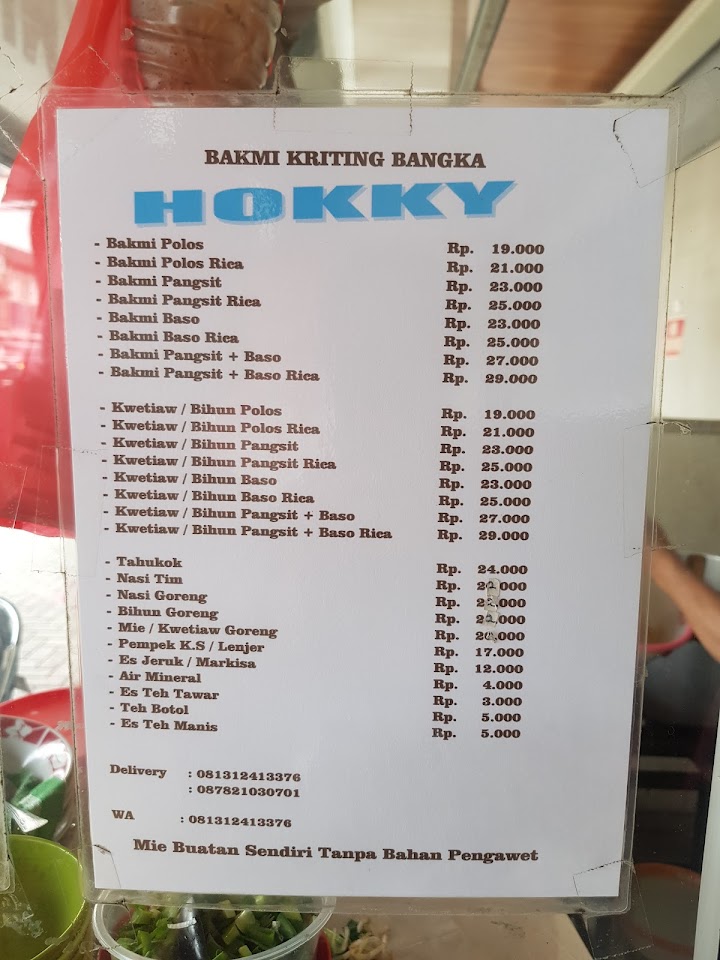 BAKMI KRITING BANGKA
HOKKY
- Bakmi Polos Rp. 19.000
- Bakmi Polos Rica Rp. 21.000
- Bakmi Pangsit Rp. 23.000
- Bakmi Pangsit Rica Rp. 25.000
- Bakmi Baso Rp. 23.000
- Bakmi Baso Rica Rp. 25.000
- Bakmi Pangsit + Baso Rp. 27.000
- Bakmi Pangsit + Baso Rica Rp. 29.000
- Kwetiaw / Bihun Polos Rp. 19.000
- Kwetiaw / Bihun Polos Rica Rp. 21.000
- Kwetiaw / Bihun Pangsit Rp. 23.000
- Kwetiaw / Bihun Pangsit Rica Rp. 25.000
- Kwetiaw / Bihun Baso Rp. 23.000
- Kwetiaw / Bihun Baso Rica Rp. 25.000
- Kwetiaw / Bihun Pangsit + Baso Rp. 27.000
- Kwetiaw / Bihun Pangsit + Baso Rica Rp. 29.000
- Tahukok Rp. 24.000
- Nasi Tim Rp.
- Nasi Goreng Rp.
- Bihun Goreng Rp.
- Mie / Kwetiaw Goreng Rp.
- Pempek K.S / Lenjer Rp. 17.000
- Es Jeruk / Markisa Rp. 12.000
- Air Mineral Rp. 4.000
- Es Teh Tawar Rp. 3.000
- Teh Botol Rp. 5.000
- Es Teh Manis Rp. 5.000
Delivery : 081312413376
: 087821030701
WA : 081312413376
Mie Buatan Sendiri Tanpa Bahan Pengawet